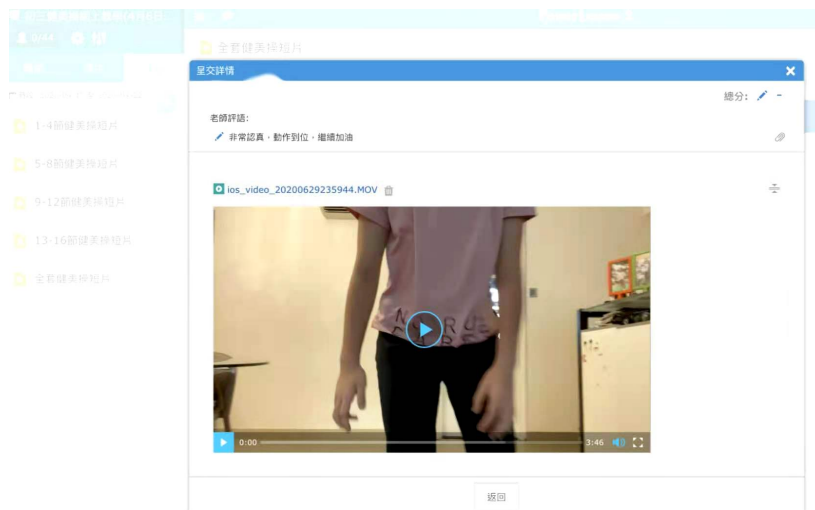 0/44
全套健美操短片
呈交詳情
總分: -
老師評語:
非常認真，動作到位，繼續加油
1-4節健美操短片
5-8節健美操短片
9-12節健美操短片
13-16節健美操短片
全套健美操短片
ios_video_20200629235944.MOV
0:00
3:46
返回